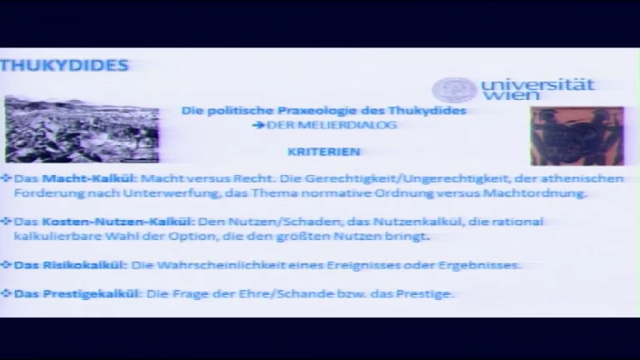 THUKYDIDES
universität
wien
Die politische Praxeologie des Thukydides
➔DER MELIERDIALOG
KRITERIEN
❖Das Macht-Kalkül: Macht versus Recht. Die Gerechtigkeit/Ungerechtigkeit, der athenischen
Forderung nach Unterwerfung, das Thema normative Ordnung versus Machtordnung.
❖Das Kosten-Nutzen-Kalkül: Den Nutzen/Schaden, das Nutzenkalkül, die rational
kalkulierbare Wahl der Option, die den größten Nutzen bringt.
❖Das Risikokalkül: Die Wahrscheinlichkeit eines Ereignisses oder Ergebnisses.
❖Das Prestigekalkül: Die Frage der Ehre/Schande bzw. das Prestige.